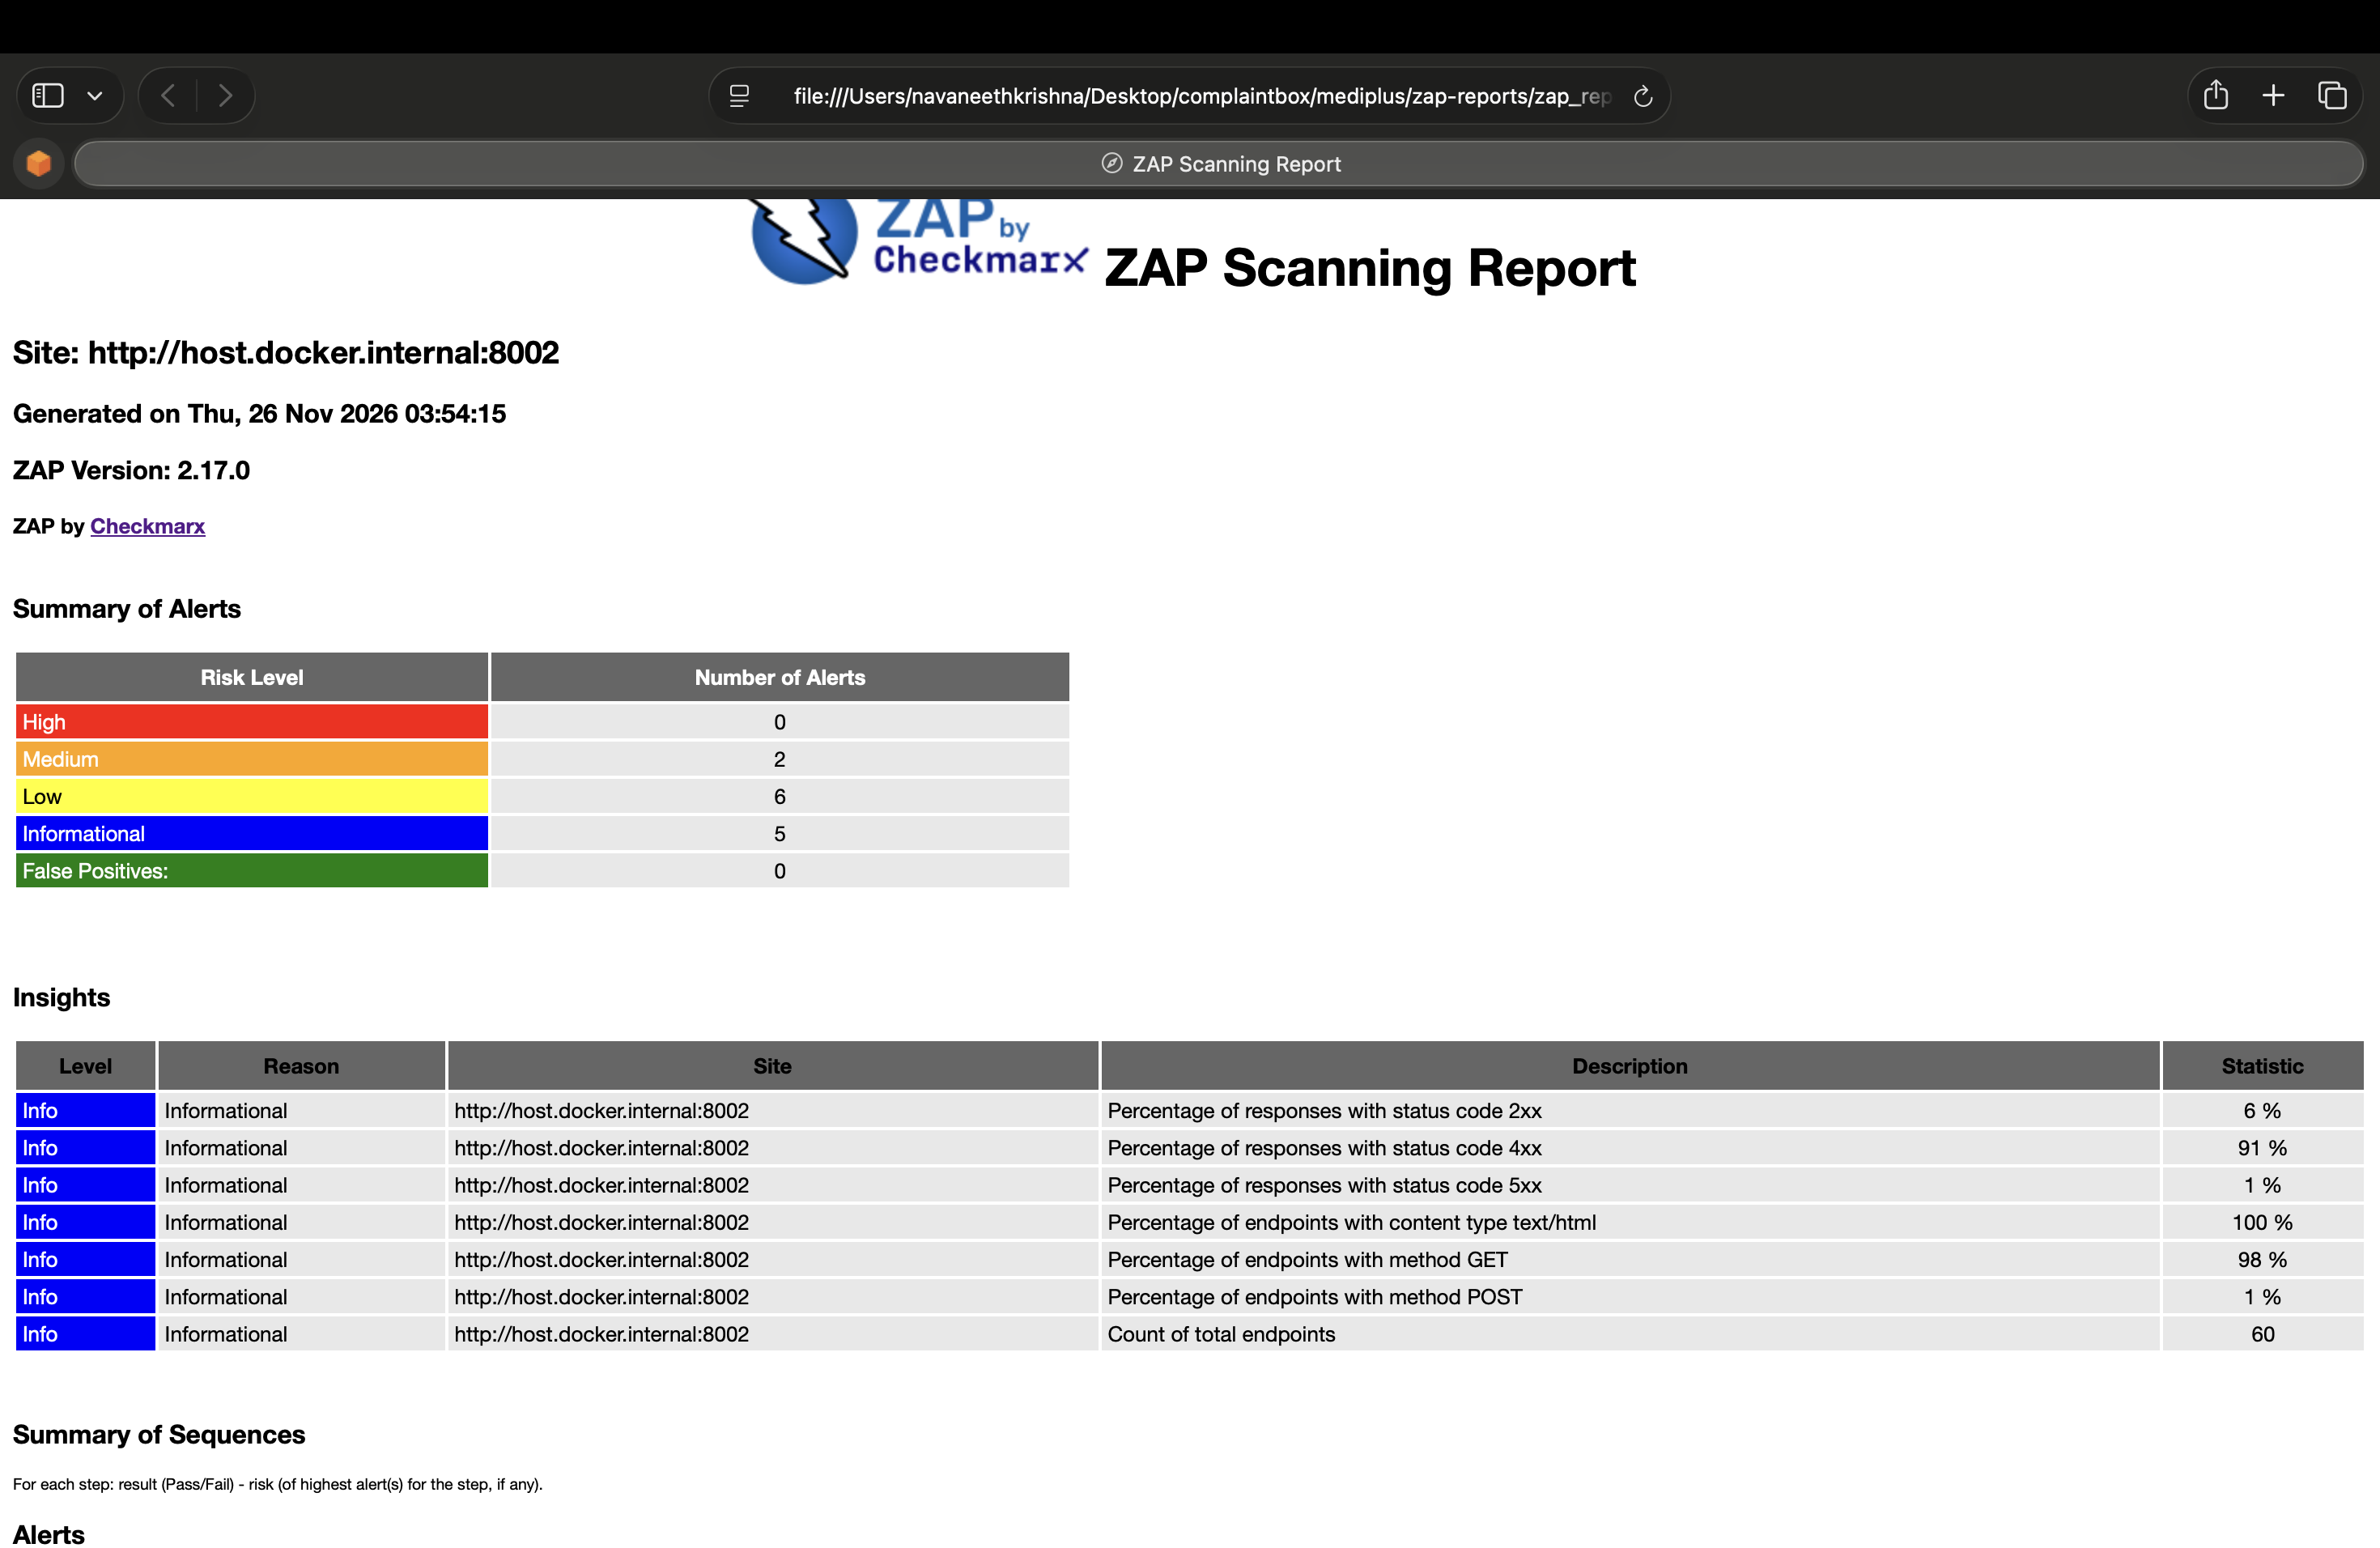 file:///Users/navaneethkrishna/Desktop/complaintbox/mediplus/zap-reports/zap_rep
ZAP Scanning Report
ZAP by
Checkmarx ZAP Scanning Report
Site: http://host.docker.internal:8002
Generated on Thu, 26 Nov 2026 03:54:15
ZAP Version: 2.17.0
ZAP by Checkmarx
Summary of Alerts
Risk Level Number of Alerts
High 0
Medium 2
Low 6
Informational 5
False Positives: 0
Insights
Level Reason Site Description Statistic
Info Informational http://host.docker.internal:8002 Percentage of responses with status code 2xx 6 %
Info Informational http://host.docker.internal:8002 Percentage of responses with status code 4xx 91 %
Info Informational http://host.docker.internal:8002 Percentage of responses with status code 5xx 1 %
Info Informational http://host.docker.internal:8002 Percentage of endpoints with content type text/html 100 %
Info Informational http://host.docker.internal:8002 Percentage of endpoints with method GET 98 %
Info Informational http://host.docker.internal:8002 Percentage of endpoints with method POST 1 %
Info Informational http://host.docker.internal:8002 Count of total endpoints 60
Summary of Sequences
For each step: result (Pass/Fail) - risk (of highest alert(s) for the step, if any).
Alerts